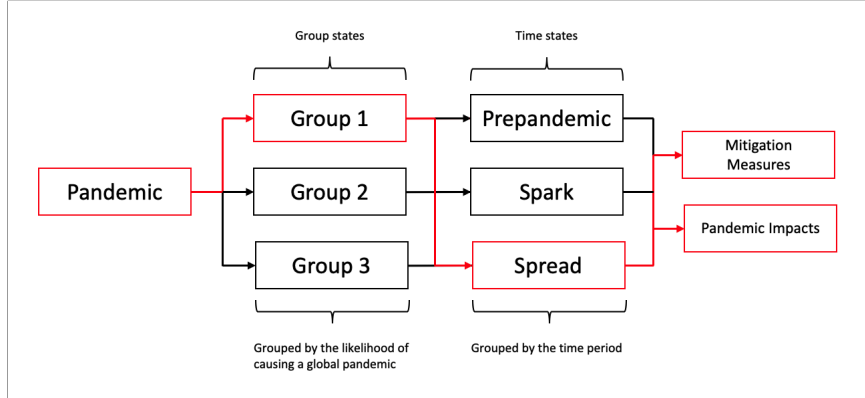 Group states
Time states
Group 1
Prepandemic
Mitigation
Measures
Pandemic
Group 2
Spark
Pandemic Impacts
Group 3
Spread
Grouped by the likelihood of
causing a global pandemic
Grouped by the time period